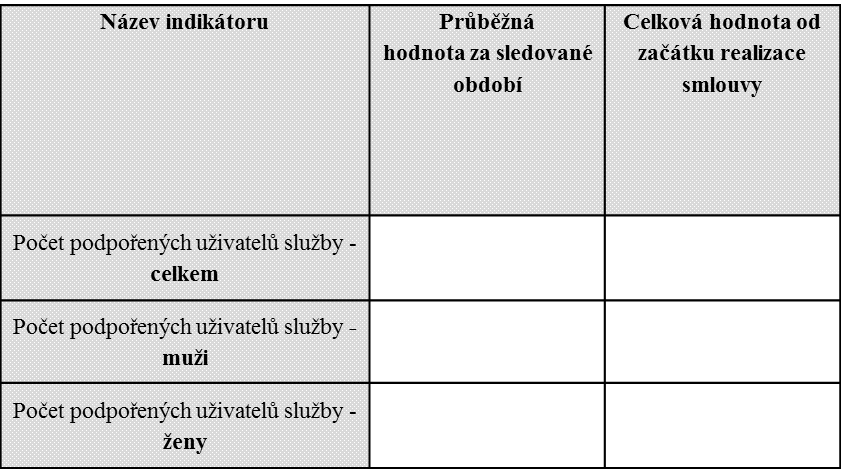 Název indikátoru
Průběžná
hodnota za sledované
období
Celková hodnota od
začátku realizace
smlouvy
Počet podpořených uživatelů služby -
celkem
Počet podpořených uživatelů služby -
muži
Počet podpořených uživatelů služby -
ženy